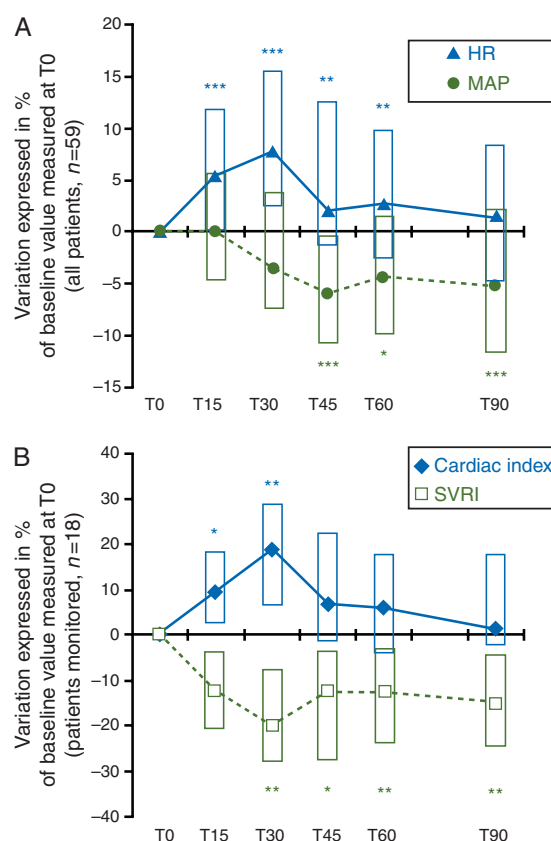 A
Variation expressed in %
of baseline value measured at T0
(all patients, n=59)
20
15
10
5
0
−5
−10
−15
HR
MAP
***
***
**
**
***
*
***
T0 T15 T30 T45 T60 T90
B
Variation expressed in %
of baseline value measured at T0
(patients monitored, n=18)
40
30
20
10
0
−10
−20
−30
−40
Cardiac index
SVRI
*
**
**
*
**
**
T0 T15 T30 T45 T60 T90